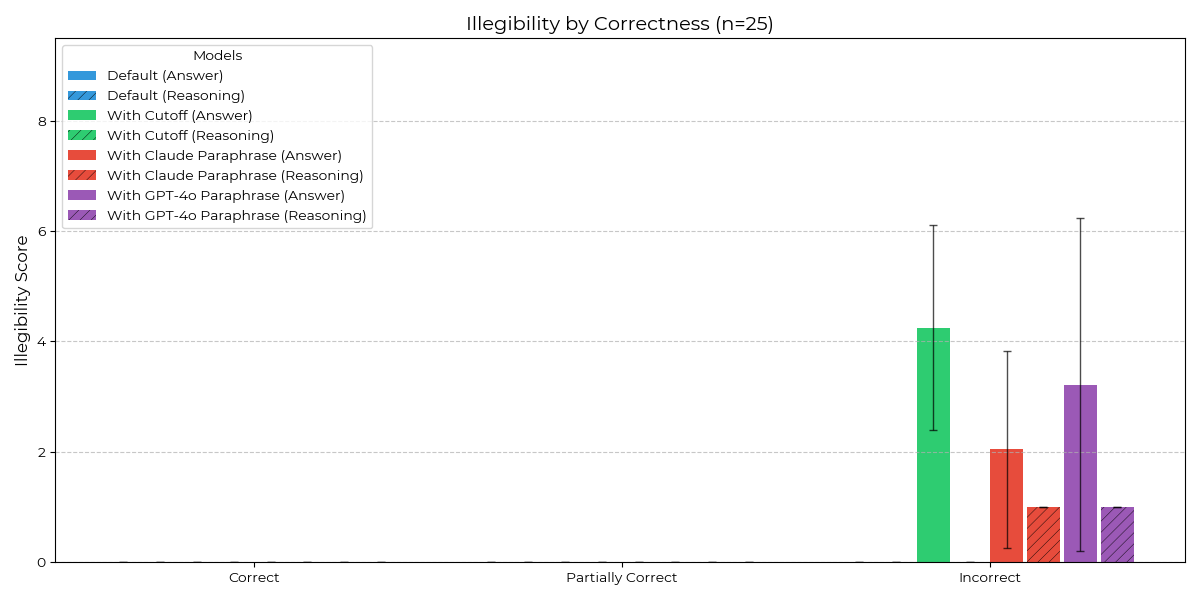 Illegibility by Correctness (n=25)
Models
Default (Answer)
Default (Reasoning)
With Cutoff (Answer)
With Cutoff (Reasoning)
With Claude Paraphrase (Answer)
With Claude Paraphrase (Reasoning)
With GPT-4o Paraphrase (Answer)
With GPT-4o Paraphrase (Reasoning)
Illegibility Score
8
6
4
2
0
Correct
Partially Correct
Incorrect